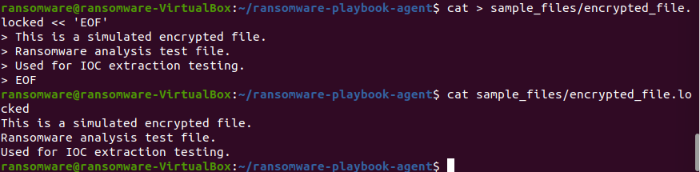 ransomware@ransomware-VirtualBox:~/ransomware-playbook-agent$ cat > sample_files/encrypted_file.
locked << 'EOF'
> This is a simulated encrypted file.
> Ransomware analysis test file.
> Used for IOC extraction testing.
> EOF
ransomware@ransomware-VirtualBox:~/ransomware-playbook-agent$ cat sample_files/encrypted_file.lo
cked
This is a simulated encrypted file.
Ransomware analysis test file.
Used for IOC extraction testing.
ransomware@ransomware-VirtualBox:~/ransomware-playbook-agent$